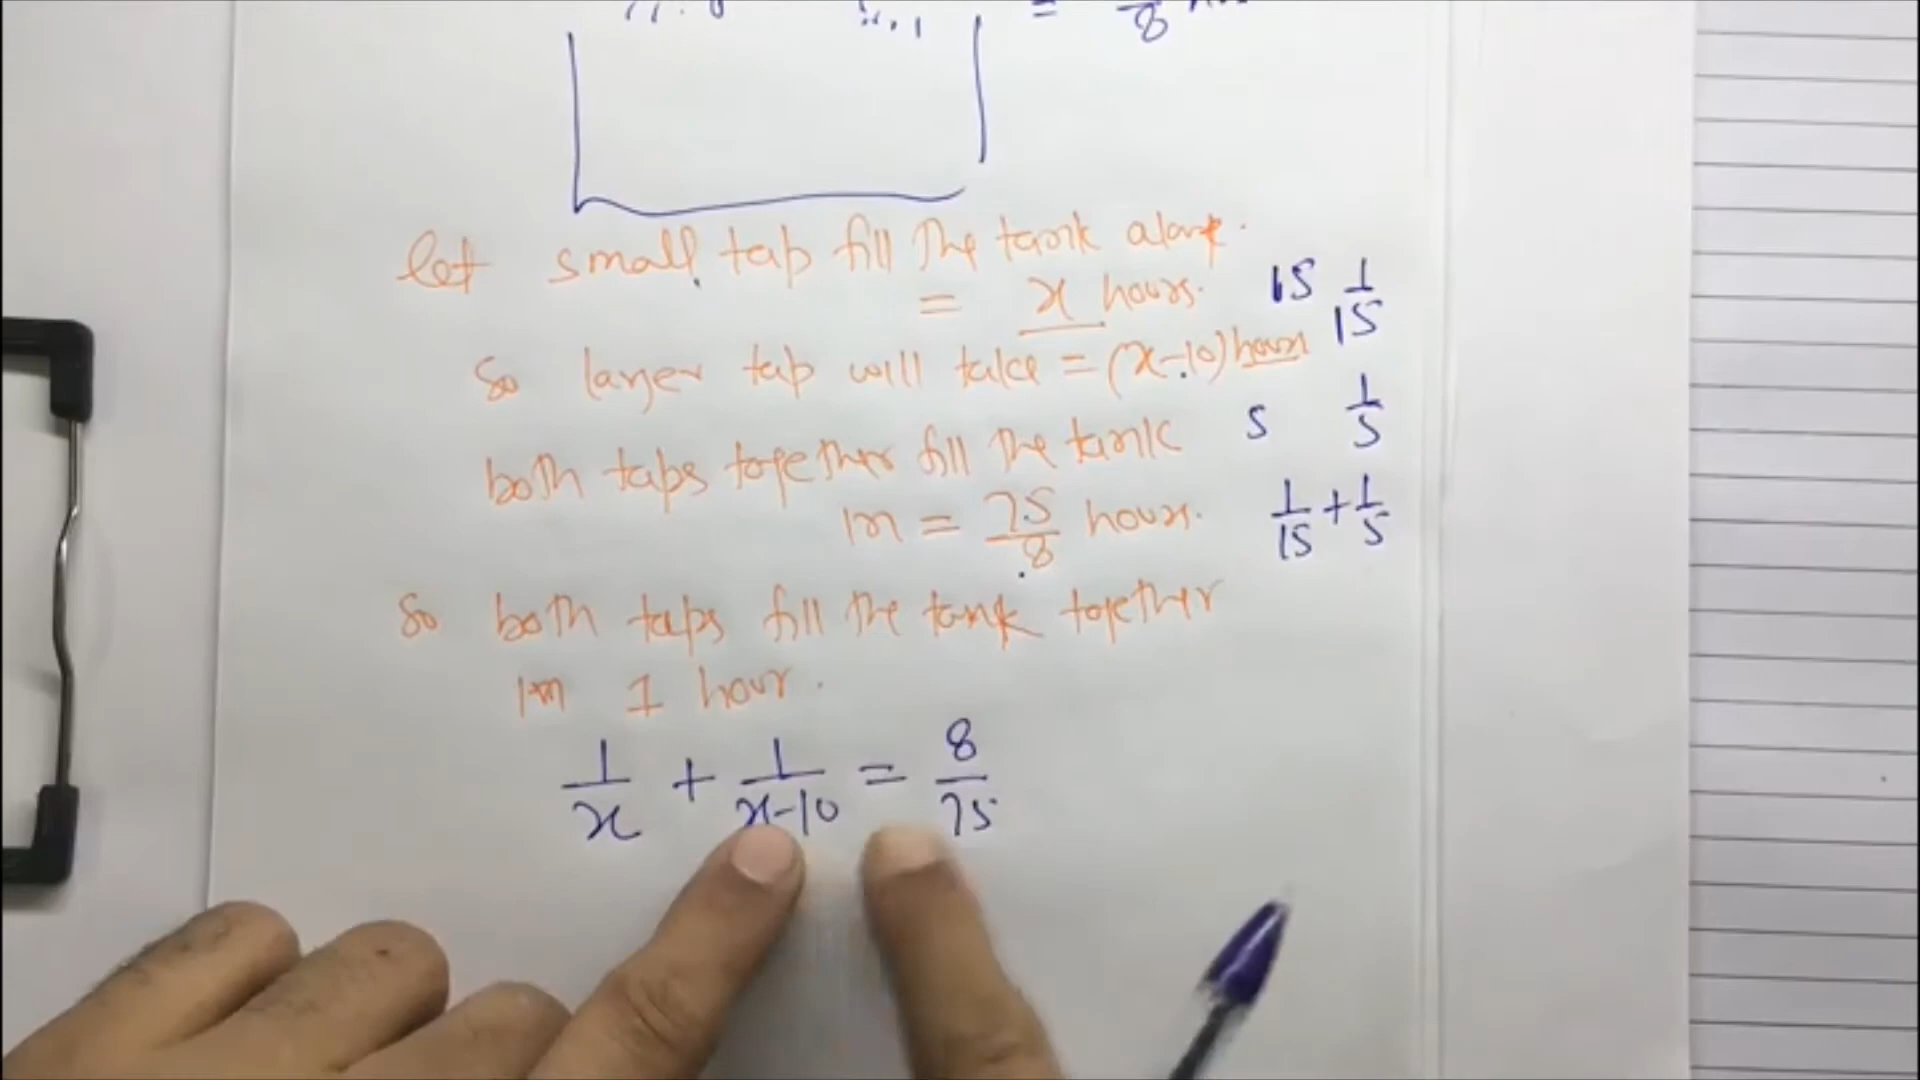 = 8
let small tap fill the tank alone.
= x hours. 15 1/15
So larger tap will take = (x-10) hours
both taps together fill the tank 5 1/5
in = 75/8 hours. 1/15 + 1/5
So both taps fill the tank together
in 1 hour.
1/x + 1/x-10 = 8/75